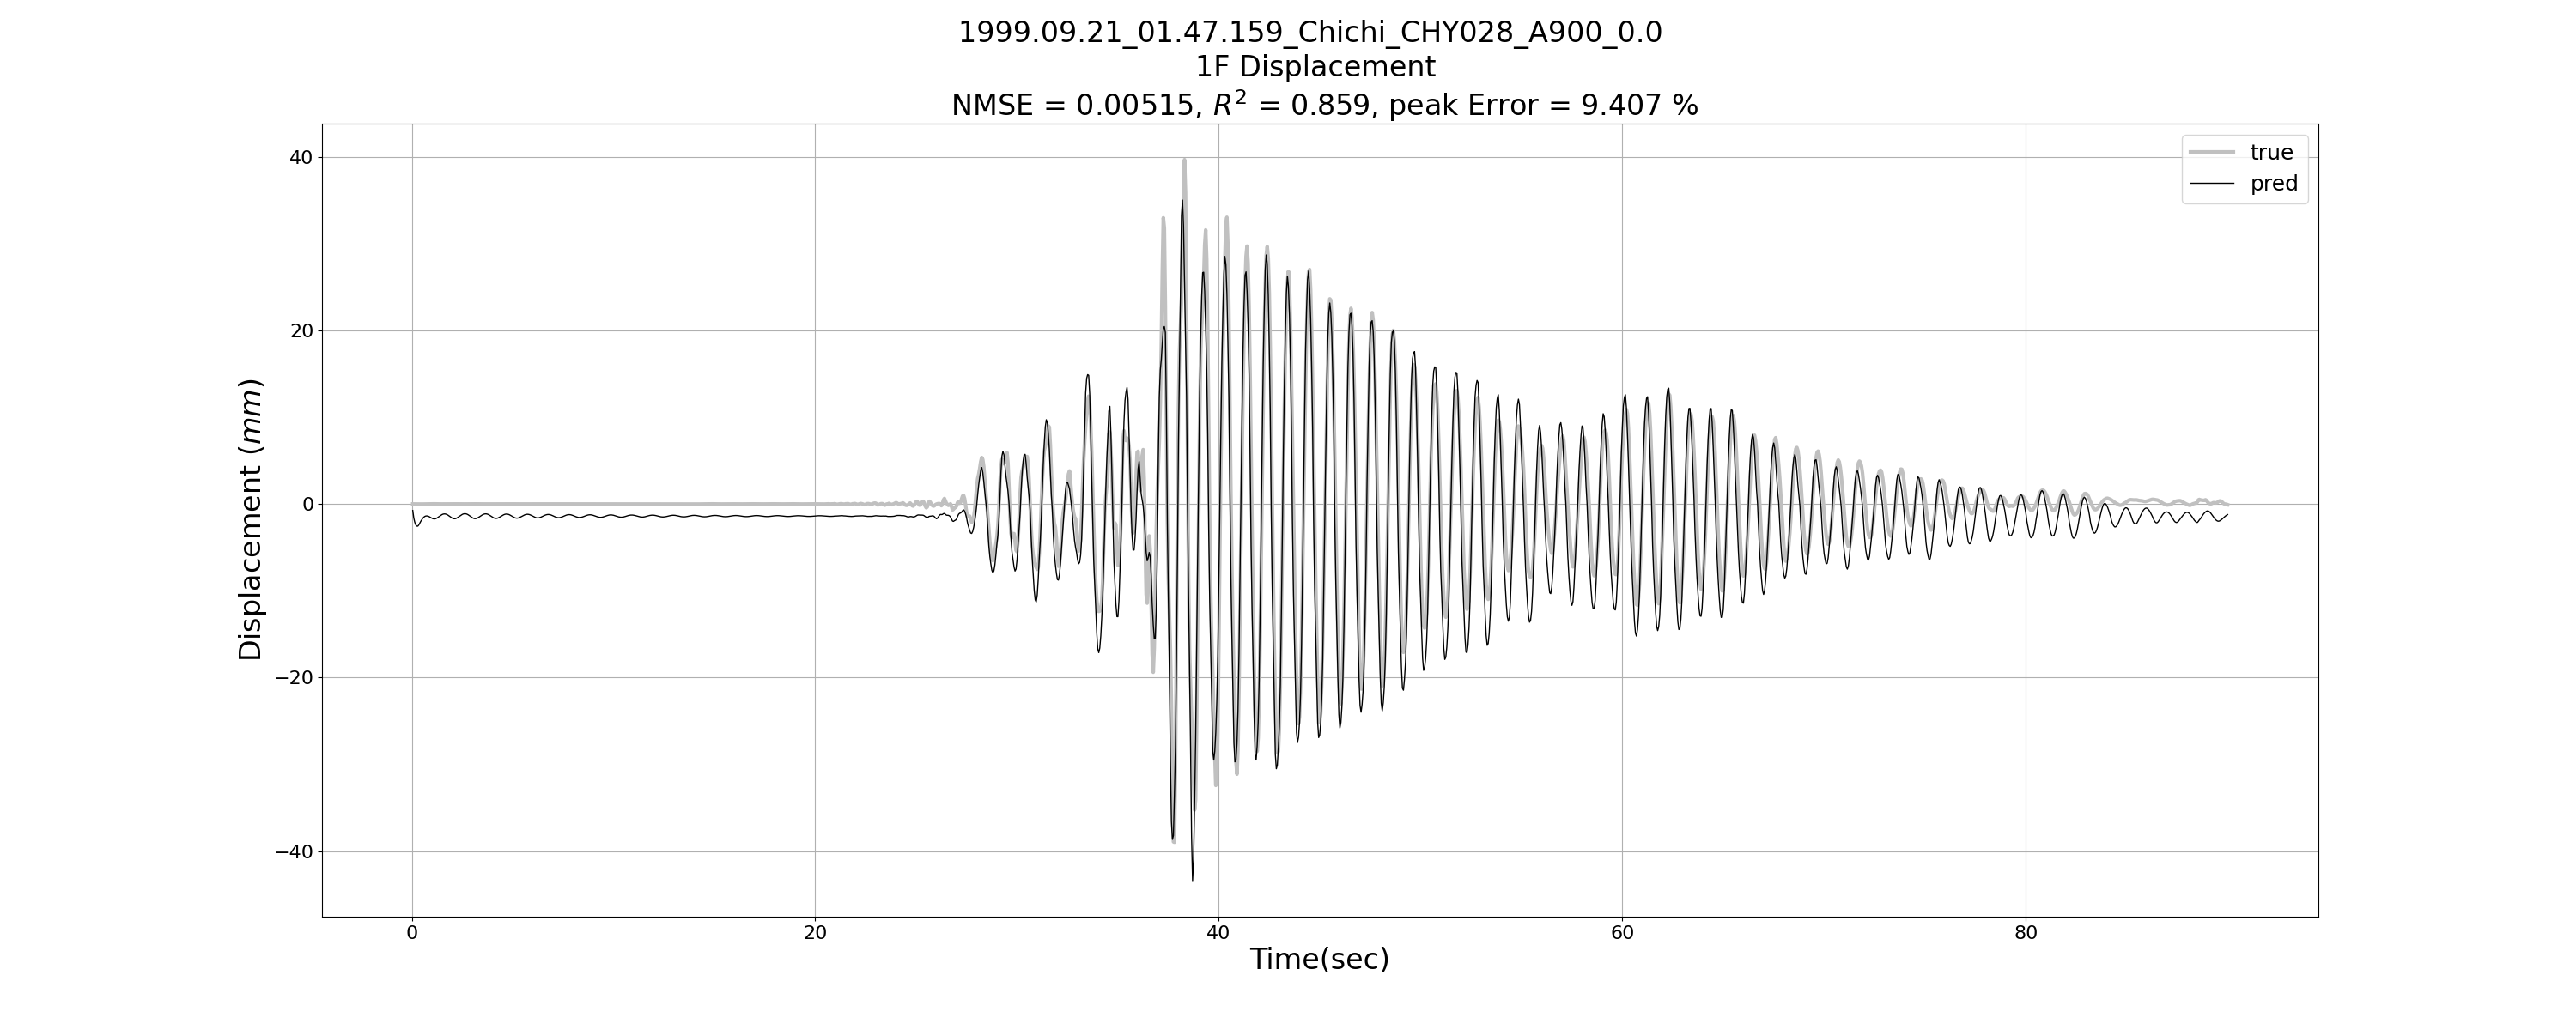 1999.09.21_01.47.159_Chichi_CHY028_A900_0.0
1F Displacement
NMSE = 0.00515, R² = 0.859, peak Error = 9.407 %
true
pred
Displacement (mm)
40
20
0
−20
−40
0 20 40 60 80
Time(sec)